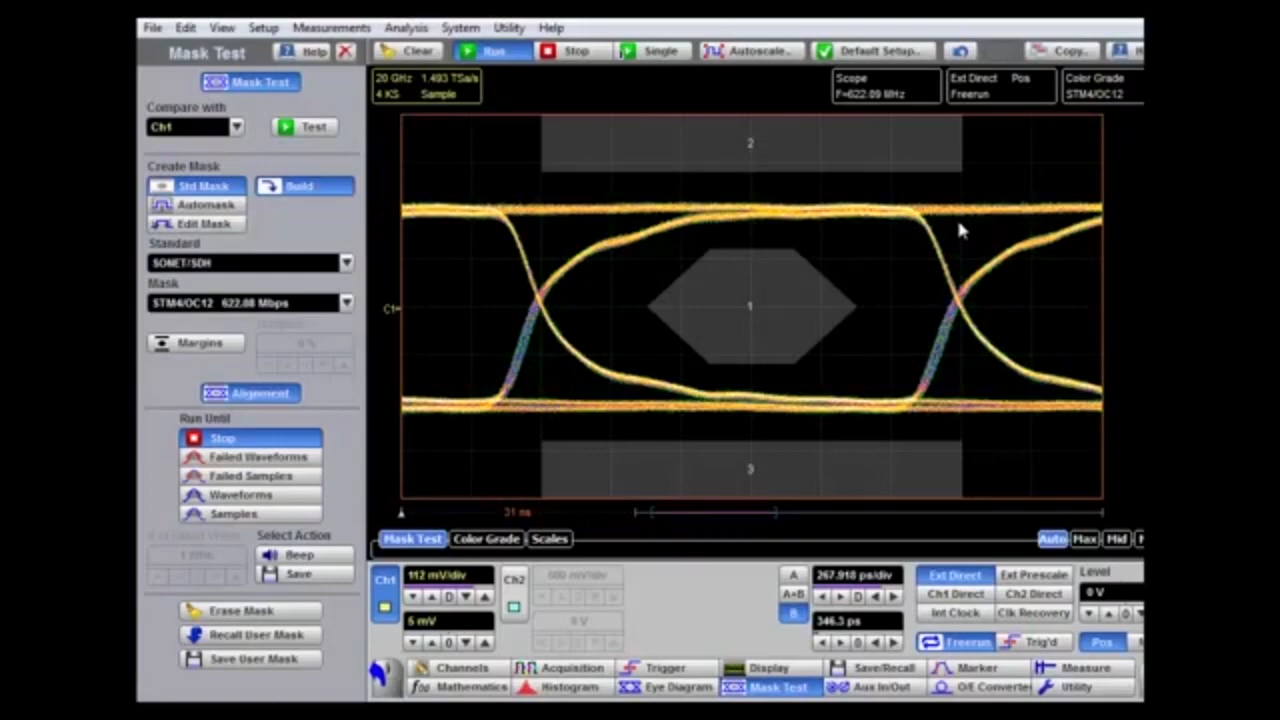 File Edit View Setup Measurements Analysis System Utility Help
Mask Test Help Clear Run Stop Single Autoscale.. Default Setup.. Copy..
Mask Test
Compare with
Ch1 Test
20 GHz 1.493 TSa/s
4 KS Sample
Scope
F=622.09 MHz
Ext Direct Pos
Freerun
Color Grade
STM4/OC12
Create Mask
Std Mask Build
Automask
Edit Mask
Standard
SONET/SDH
Mask
STM4/OC12 622.08 Mbps
Margins
Alignment
Run Until
Stop
Failed Waveforms
Failed Samples
Waveforms
Samples
Select Action
Beep
Save
Erase Mask
Recall User Mask
Save User Mask
2
1
3
C1
31 ns
Mask Test Color Grade Scales Auto Max Mid
Ch1 112 mV/div Ch2 600 mV/div A 267.918 ps/div Ext Direct Ext Prescale Level
D A+B D Ch1 Direct Ch2 Direct 0 V
5 mV 0 V B 346.3 ps Int Clock Clk Recovery 0
0 0 Freerun Trig'd Pos
Channels Acquisition Trigger Display Save/Recall Marker Measure
Mathematics Histogram Eye Diagram Mask Test Aux In/Out O/E Converter Utility